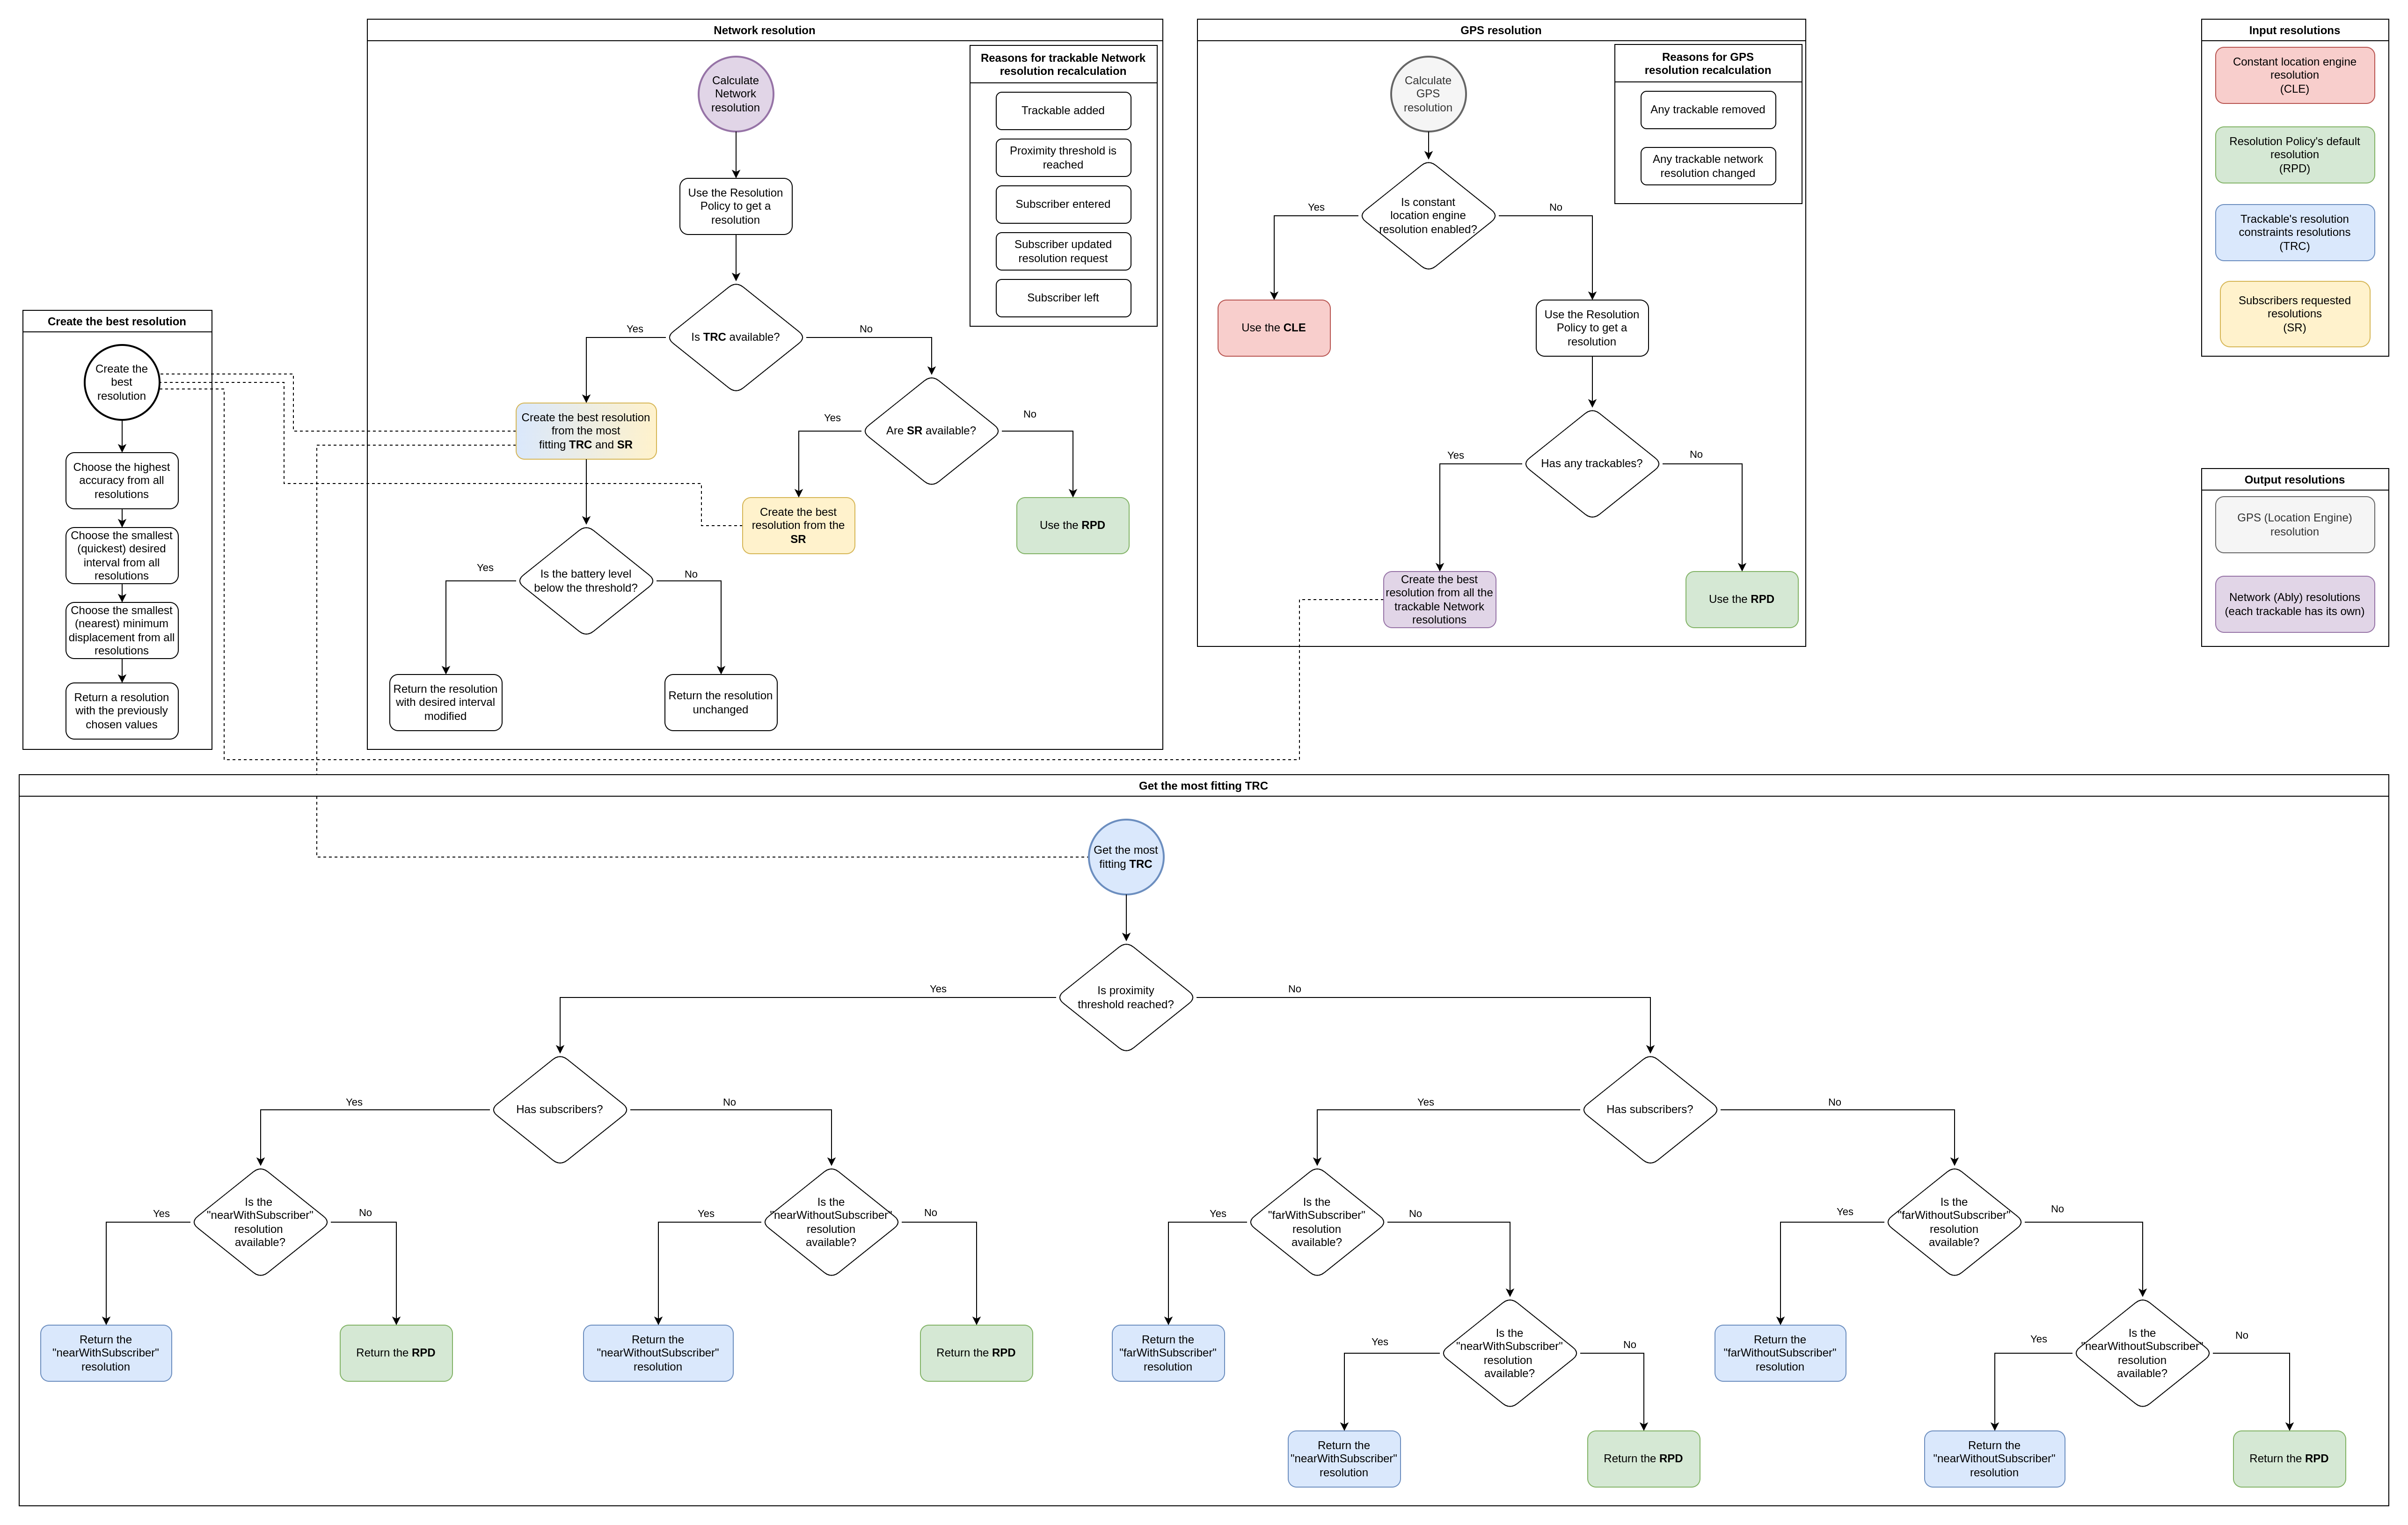 Create the best resolution
Create the
best
resolution
Choose the highest
accuracy from all
resolutions
Choose the smallest
(quickest) desired
interval from all
resolutions
Choose the smallest
(nearest) minimum
displacement from all
resolutions
Return a resolution
with the previously
chosen values
Network resolution
Calculate
Network
resolution
Use the Resolution
Policy to get a
resolution
Is TRC available?
Yes
No
Create the best resolution
from the most
fitting TRC and SR
Are SR available?
Yes
No
Create the best
resolution from the
SR
Use the RPD
Is the battery level
below the threshold?
Yes
No
Return the resolution
with desired interval
modified
Return the resolution
unchanged
Reasons for trackable Network
resolution recalculation
Trackable added
Proximity threshold is
reached
Subscriber entered
Subscriber updated
resolution request
Subscriber left
GPS resolution
Calculate
GPS
resolution
Is constant
location engine
resolution enabled?
Yes
No
Use the CLE
Use the Resolution
Policy to get a
resolution
Has any trackables?
Yes
No
Create the best
resolution from all the
trackable Network
resolutions
Use the RPD
Reasons for GPS
resolution recalculation
Any trackable removed
Any trackable network
resolution changed
Input resolutions
Constant location engine
resolution
(CLE)
Resolution Policy's default
resolution
(RPD)
Trackable's resolution
constraints resolutions
(TRC)
Subscribers requested
resolutions
(SR)
Output resolutions
GPS (Location Engine)
resolution
Network (Ably) resolutions
(each trackable has its own)
Get the most fitting TRC
Get the most
fitting TRC
Is proximity
threshold reached?
Yes
No
Has subscribers?
Yes
No
Has subscribers?
Yes
No
Is the
"nearWithSubscriber"
resolution
available?
Yes
No
Is the
"nearWithoutSubscriber"
resolution
available?
Yes
No
Is the
"farWithSubscriber"
resolution
available?
Yes
No
Is the
"farWithoutSubscriber"
resolution
available?
Yes
No
Return the
"nearWithSubscriber"
resolution
Return the RPD
Return the
"nearWithoutSubscriber"
resolution
Return the RPD
Return the
"farWithSubscriber"
resolution
Is the
"nearWithSubscriber"
resolution
available?
Yes
No
Return the
"farWithoutSubscriber"
resolution
Is the
"nearWithoutSubscriber"
resolution
available?
Yes
No
Return the
"nearWithSubscriber"
resolution
Return the RPD
Return the
"nearWithoutSubscriber"
resolution
Return the RPD